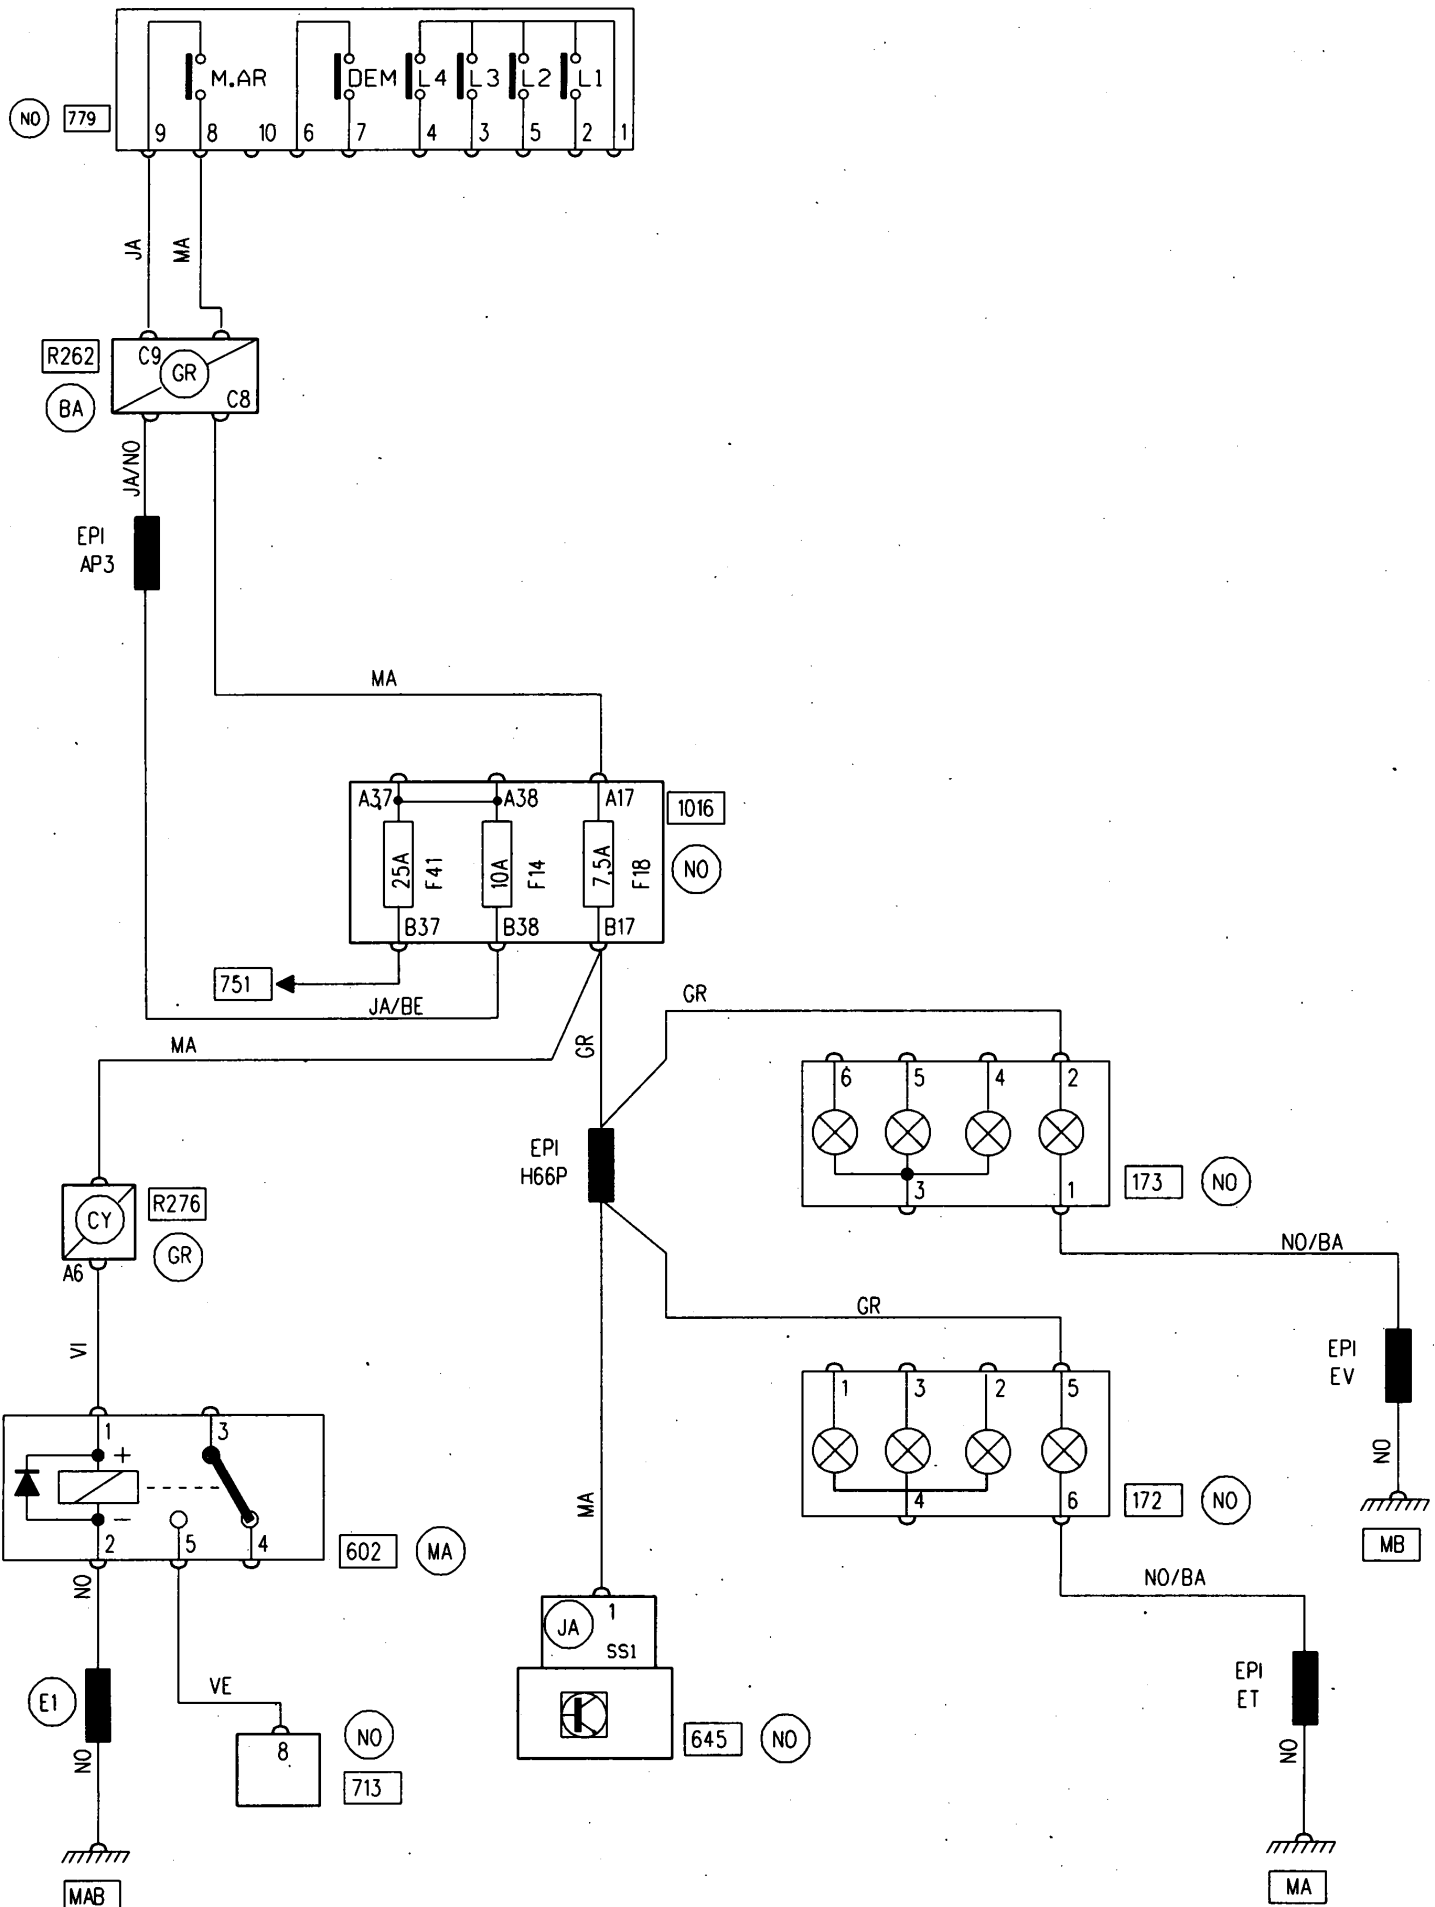 M.AR DEM L4 L3 L2 L1
NO 779
9 8 10 6 7 4 3 5 2 1
JA MA
R262 C9 GR
BA C8
JA/NO
EPI
AP3
MA
A37 A38 A17
1016
25A F41 10A F14 7,5A F18
NO
B37 B38 B17
751
JA/BE
MA
GR
GR
6 5 4 2
EPI
H66P
3 1
173 NO
CY R276
A6 GR
NO/BA
VI
GR
EPI
EV
NO
1 3 2 5
4 6
172 NO
MB
1 3
+
-
2 5 4
602 MA
NO
MA
NO/BA
JA 1
SS1
E1
VE
EPI
ET
NO
NO
8
NO
713
645 NO
MAB
MA